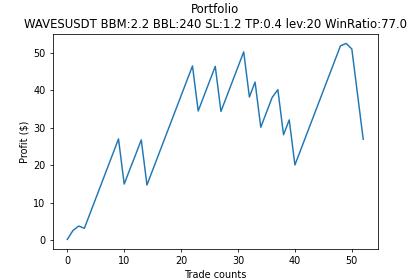 Portfolio
WAVESUSDT BBM:2.2 BBL:240 SL:1.2 TP:0.4 lev:20 WinRatio:77.0
50
40
30
20
10
0
Profit ($)
0 10 20 30 40 50
Trade counts